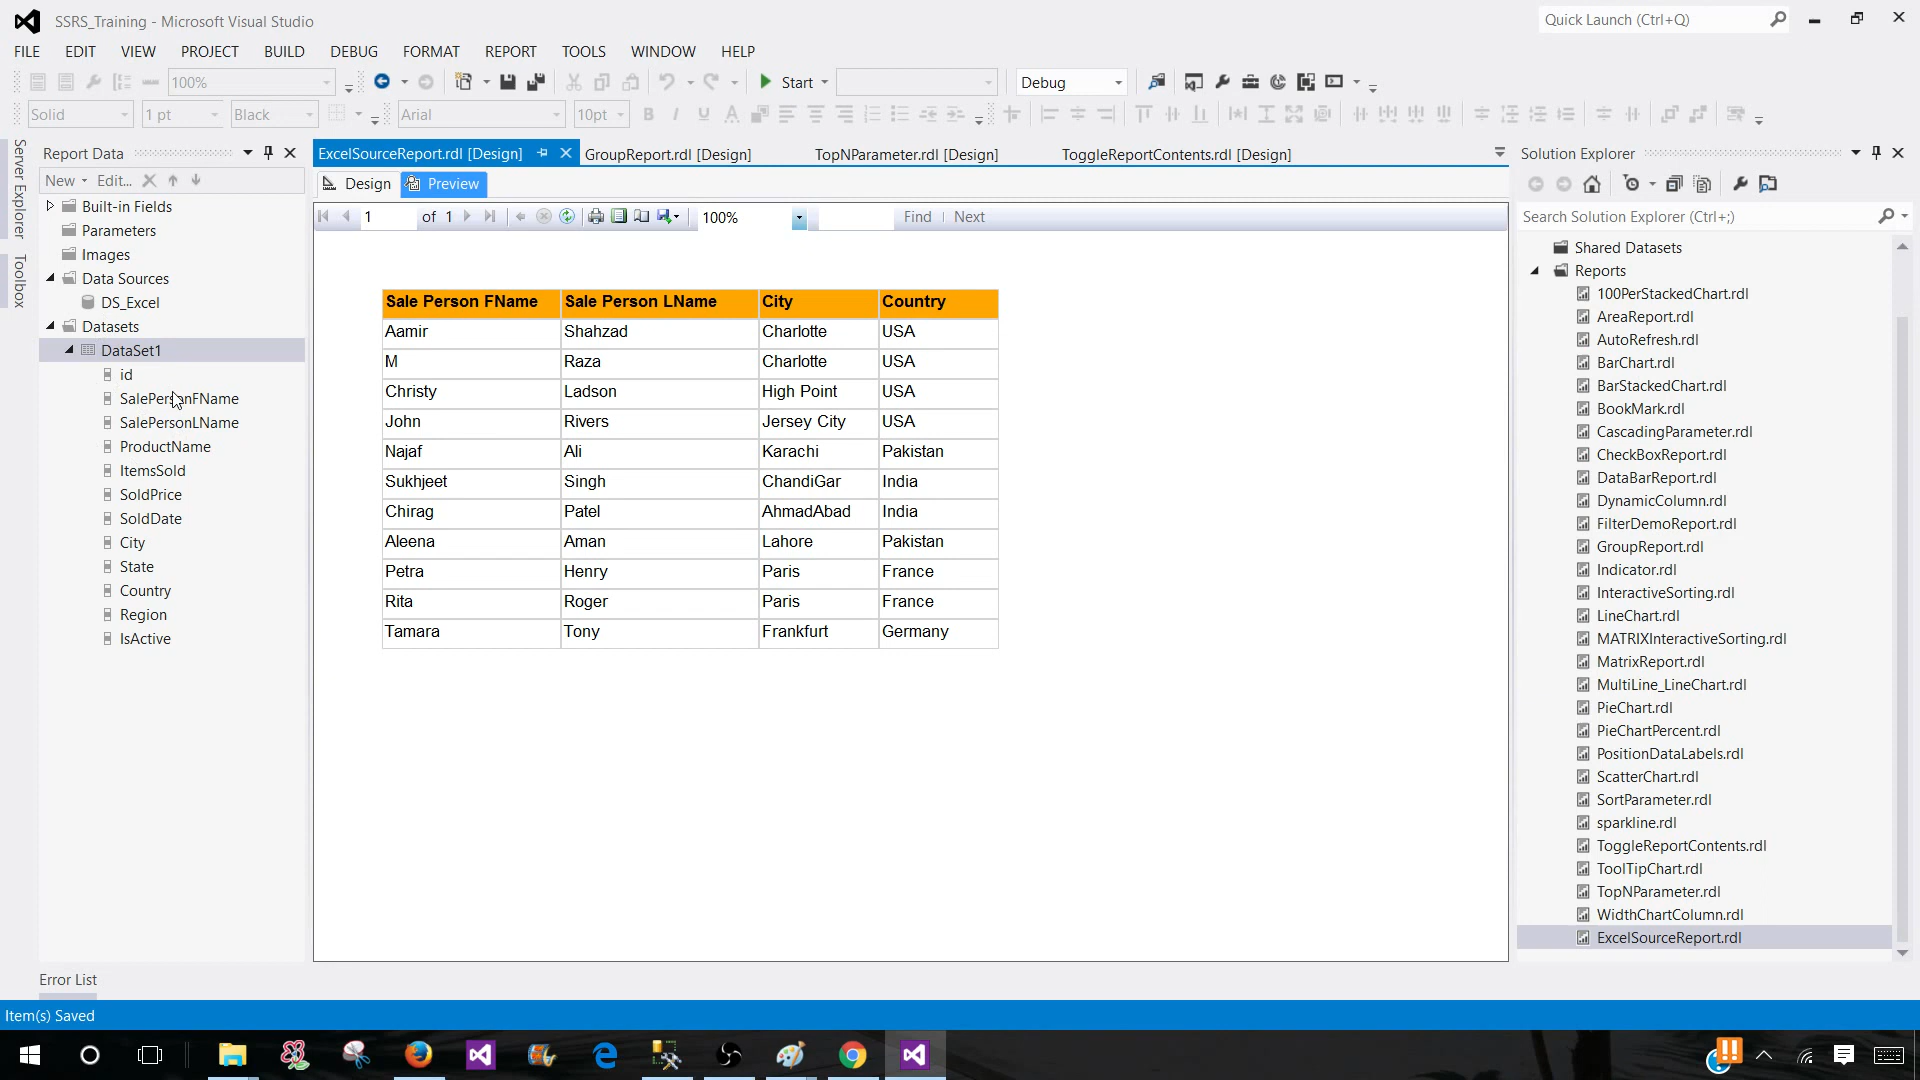 SSRS_Training - Microsoft Visual Studio
Quick Launch (Ctrl+Q)
FILE EDIT VIEW PROJECT BUILD DEBUG FORMAT REPORT TOOLS WINDOW HELP
100% Start Debug
Solid 1 pt Black Arial 10pt
Server Explorer
Toolbox
Report Data
New Edit...
Built-in Fields
Parameters
Images
Data Sources
DS_Excel
Datasets
DataSet1
id
SalePersonFName
SalePersonLName
ProductName
ItemsSold
SoldPrice
SoldDate
City
State
Country
Region
IsActive
ExcelSourceReport.rdl [Design] GroupReport.rdl [Design] TopNParameter.rdl [Design] ToggleReportContents.rdl [Design]
Design Preview
1 of 1 100% Find Next
Sale Person FName Sale Person LName City Country
Aamir Shahzad Charlotte USA
M Raza Charlotte USA
Christy Ladson High Point USA
John Rivers Jersey City USA
Najaf Ali Karachi Pakistan
Sukhjeet Singh ChandiGar India
Chirag Patel AhmadAbad India
Aleena Aman Lahore Pakistan
Petra Henry Paris France
Rita Roger Paris France
Tamara Tony Frankfurt Germany
Solution Explorer
Search Solution Explorer (Ctrl+;)
Shared Datasets
Reports
100PerStackedChart.rdl
AreaReport.rdl
AutoRefresh.rdl
BarChart.rdl
BarStackedChart.rdl
BookMark.rdl
CascadingParameter.rdl
CheckBoxReport.rdl
DataBarReport.rdl
DynamicColumn.rdl
FilterDemoReport.rdl
GroupReport.rdl
Indicator.rdl
InteractiveSorting.rdl
LineChart.rdl
MATRIXInteractiveSorting.rdl
MatrixReport.rdl
MultiLine_LineChart.rdl
PieChart.rdl
PieChartPercent.rdl
PositionDataLabels.rdl
ScatterChart.rdl
SortParameter.rdl
sparkline.rdl
ToggleReportContents.rdl
ToolTipChart.rdl
TopNParameter.rdl
WidthChartColumn.rdl
ExcelSourceReport.rdl
Error List
Item(s) Saved